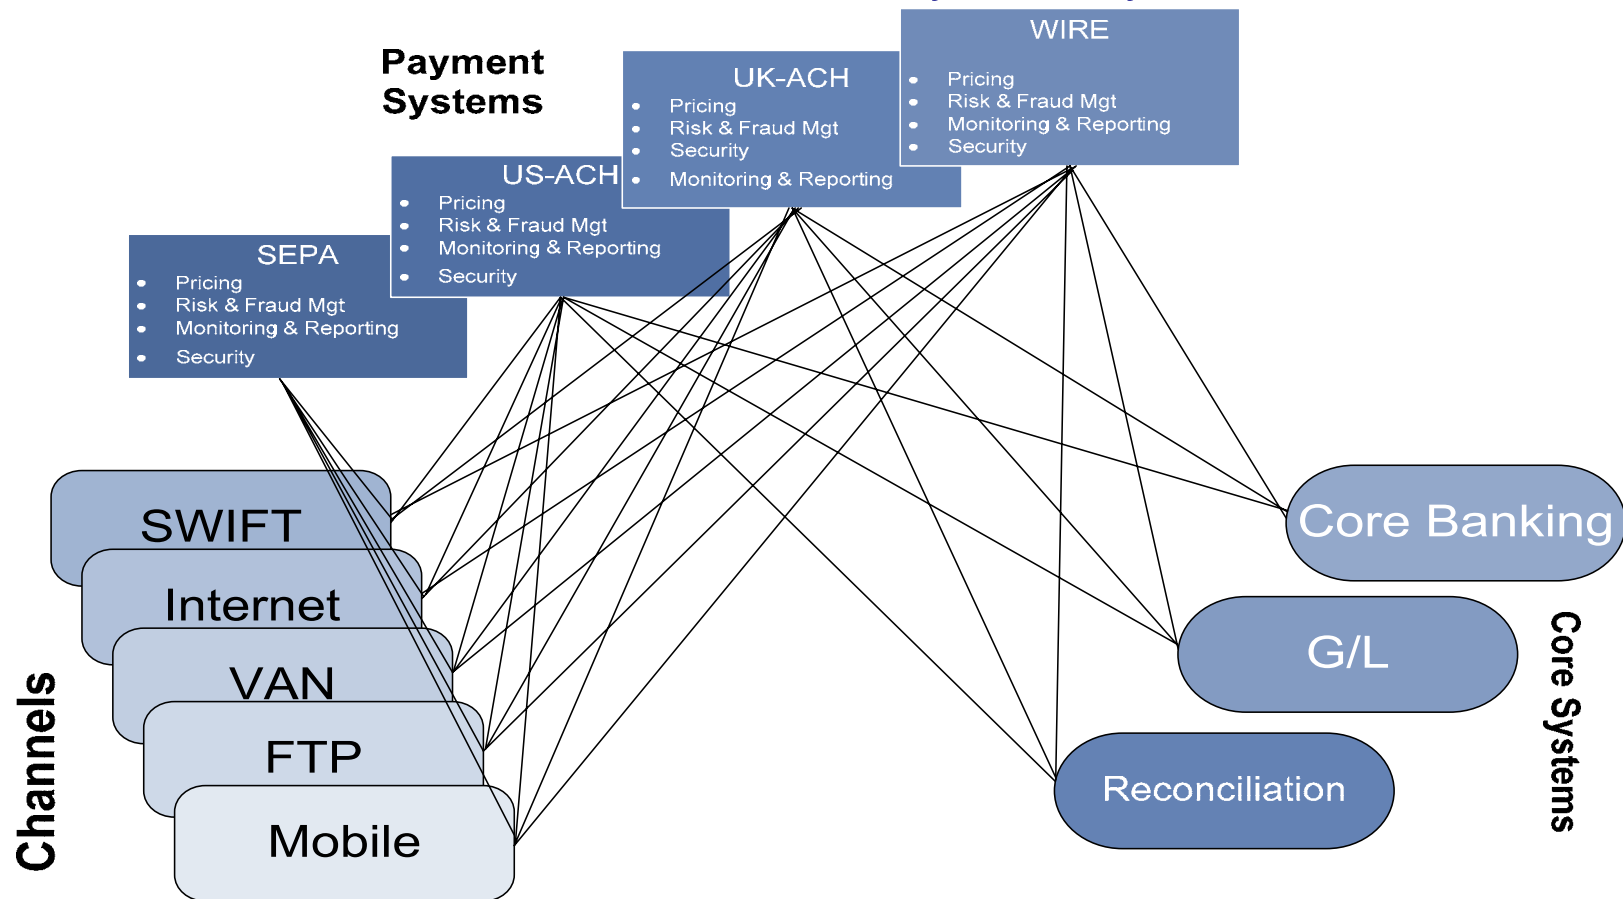 Payment
Systems
WIRE
• Pricing
• Risk & Fraud Mgt
• Monitoring & Reporting
• Security
UK-ACH
• Pricing
• Risk & Fraud Mgt
• Security
• Monitoring & Reporting
US-ACH
• Pricing
• Risk & Fraud Mgt
• Monitoring & Reporting
• Security
SEPA
• Pricing
• Risk & Fraud Mgt
• Monitoring & Reporting
• Security
Channels
SWIFT
Internet
VAN
FTP
Mobile
Core Banking
G/L
Reconciliation
Core Systems